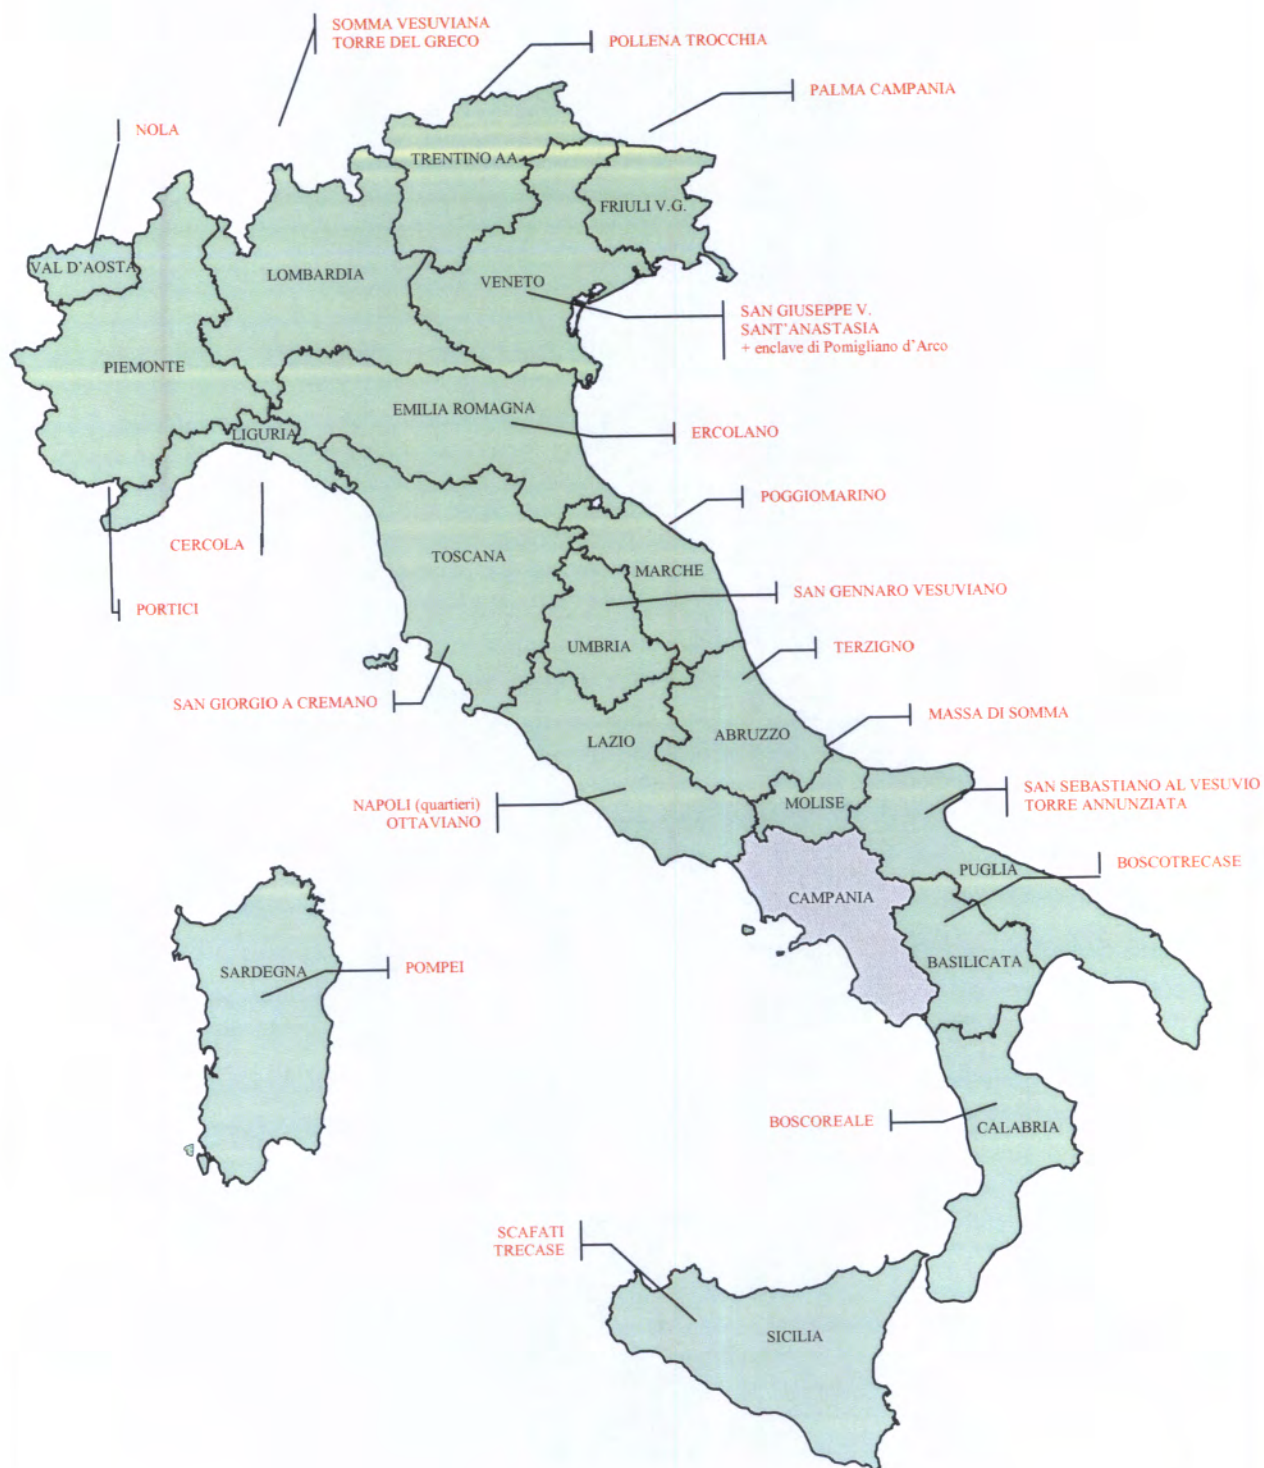 SOMMA VESUVIANA
TORRE DEL GRECO
POLLENA TROCCHIA
PALMA CAMPANIA
NOLA
TRENTINO AA
FRIULI V.G.
VAL D'AOSTA
LOMBARDIA
VENETO
SAN GIUSEPPE V.
SANT'ANASTASIA
+ enclave di Pomigliano d'Arco
PIEMONTE
EMILIA ROMAGNA
LIGURIA
ERCOLANO
POGGIOMARINO
CERCOLA
TOSCANA
MARCHE
SAN GENNARO VESUVIANO
PORTICI
UMBRIA
TERZIGNO
SAN GIORGIO A CREMANO
MASSA DI SOMMA
LAZIO
ABRUZZO
SAN SEBASTIANO AL VESUVIO
TORRE ANNUNZIATA
NAPOLI (quartieri)
OTTAVIANO
MOLISE
BOSCOTRECASE
PUGLIA
CAMPANIA
BASILICATA
SARDEGNA
POMPEI
BOSCOREALE
CALABRIA
SCAFATI
TRECASE
SICILIA